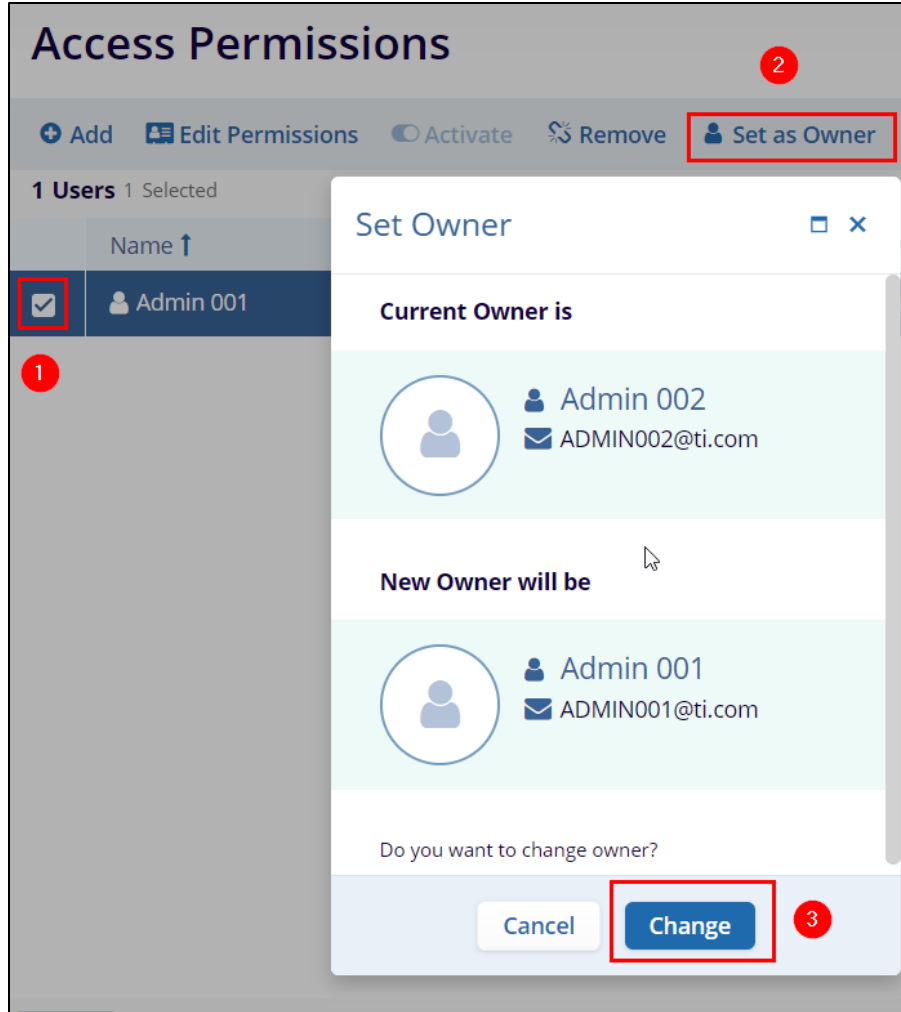 Access Permissions
2
Add Edit Permissions Activate Remove Set as Owner
1 Users 1 Selected
Name
Admin 001
1
Set Owner
Current Owner is
Admin 002
ADMIN002@ti.com
New Owner will be
Admin 001
ADMIN001@ti.com
Do you want to change owner?
Cancel Change
3